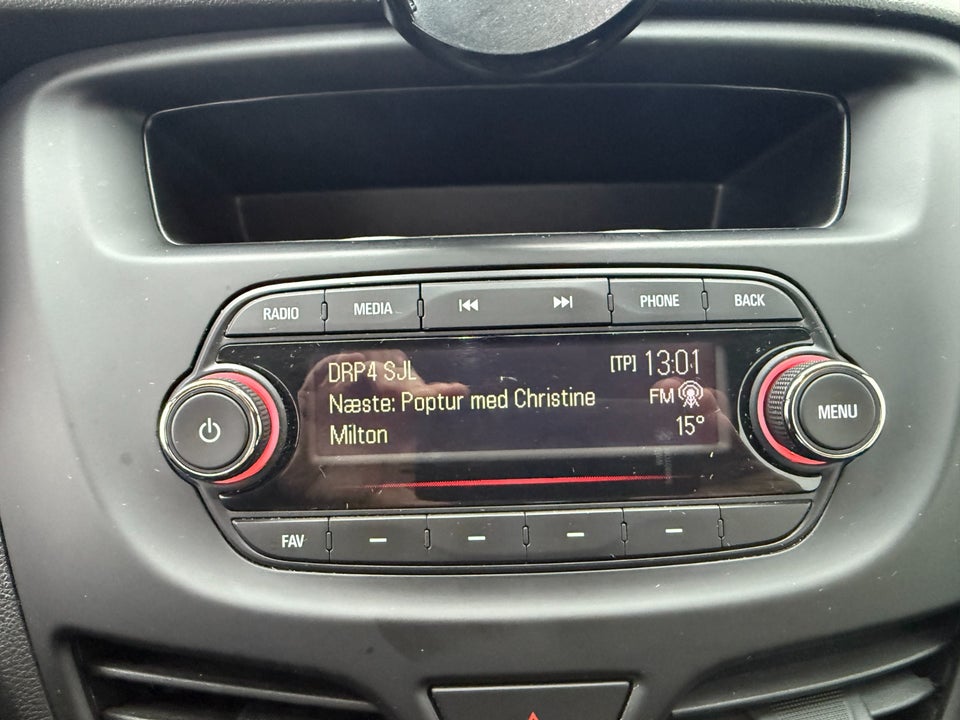 RADIO MEDIA PHONE BACK
DRP4 SJL [TP] 13:01
Næste: Poptur med Christine FM
Milton 15°
MENU
FAV